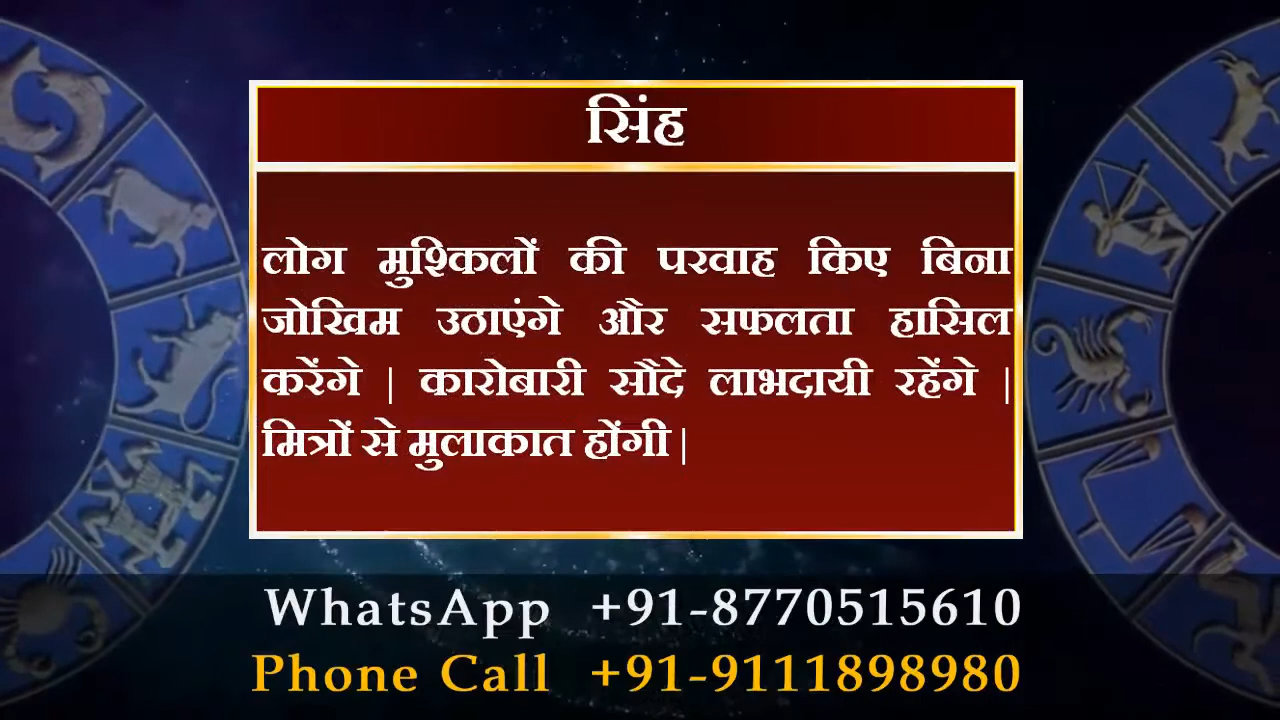 सिंह
लोग मुश्किलों की परवाह किए बिना
जोखिम उठाएंगे और सफलता हासिल
करेंगे | कारोबारी सौदे लाभदायी रहेंगे |
मित्रों से मुलाकात होंगी |
WhatsApp +91-8770515610
Phone Call +91-9111898980